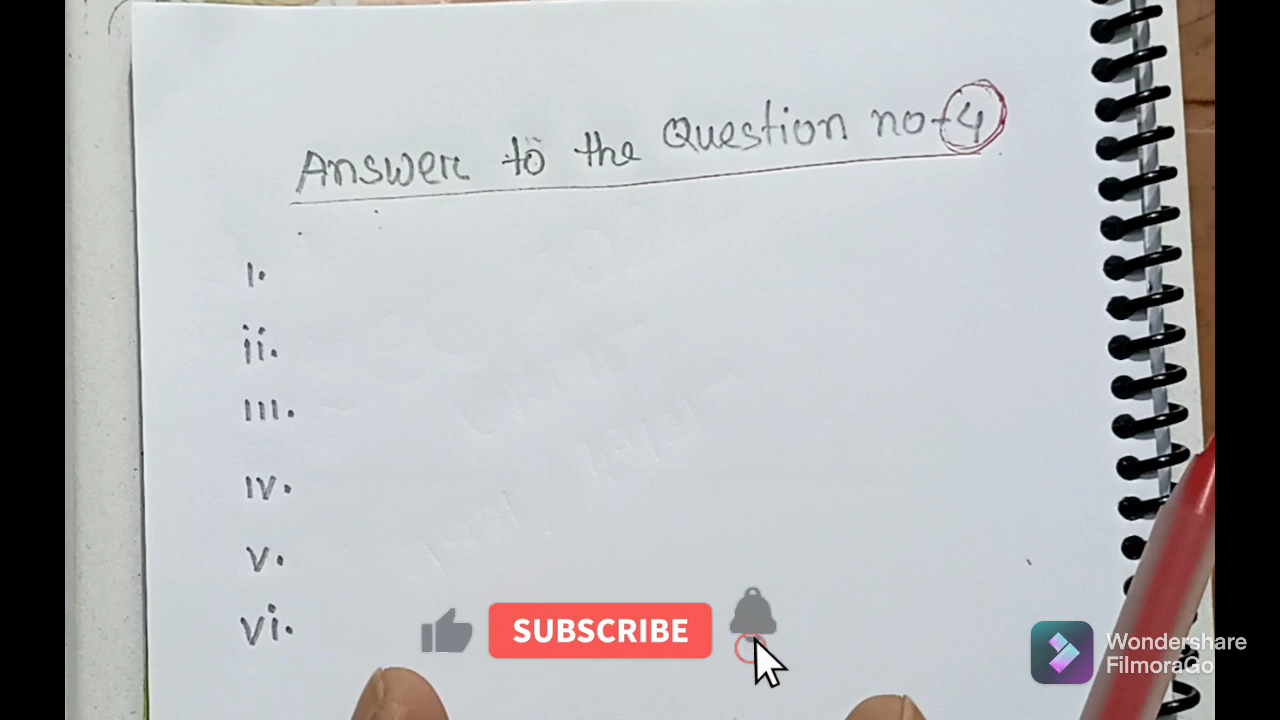 Answer to the Question no-4
i.
ii.
iii.
iv.
v.
vi.
SUBSCRIBE
Wondershare
FilmoraGo